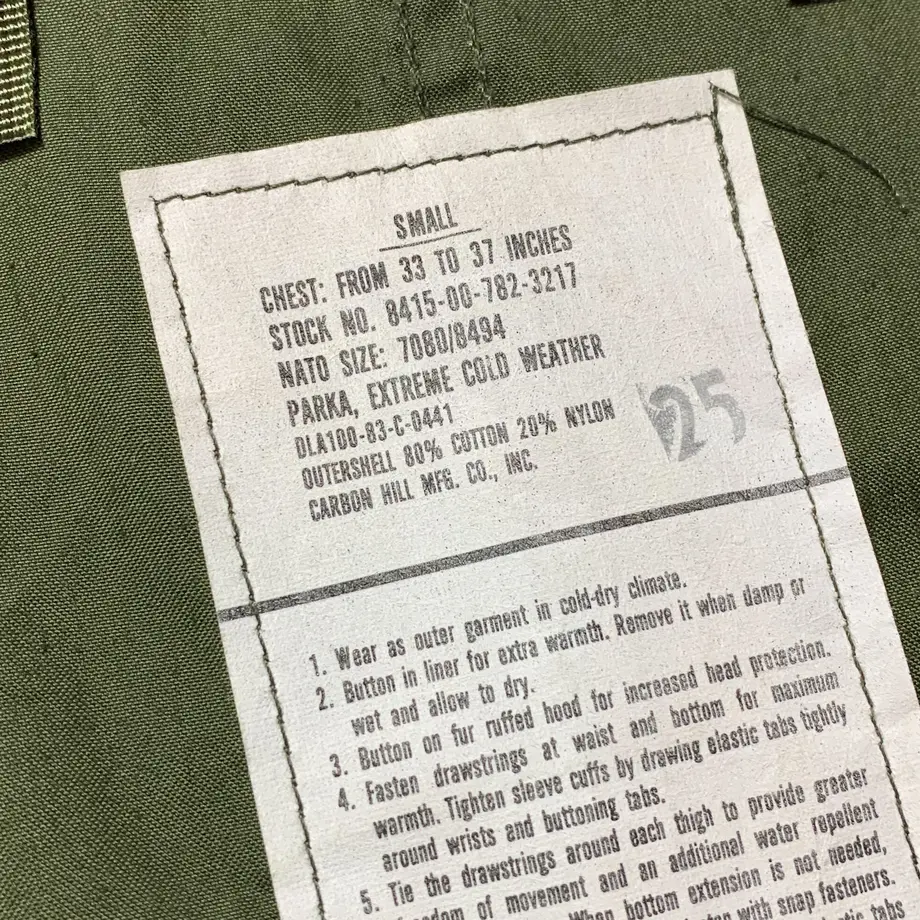 SMALL
CHEST: FROM 33 TO 37 INCHES
STOCK NO. 8415-00-782-3217
NATO SIZE: 7080/8494
PARKA, EXTREME COLD WEATHER
DLA100-83-C-0441
OUTERSHELL 80% COTTON 20% NYLON
CARBON HILL MFG. CO., INC.
25
1. Wear as outer garment in cold-dry climate.
2. Button in liner for extra warmth. Remove it when damp or
wet and allow to dry.
3. Button on fur ruffed hood for increased head protection.
4. Fasten drawstrings at waist and bottom for maximum
warmth. Tighten sleeve cuffs by drawing elastic tabs tightly
around wrists and buttoning tabs.
5. Tie the drawstrings around each thigh to provide greater
of movement and an additional water repellent
When bottom extension is not needed,
with snap fasteners.
tabs